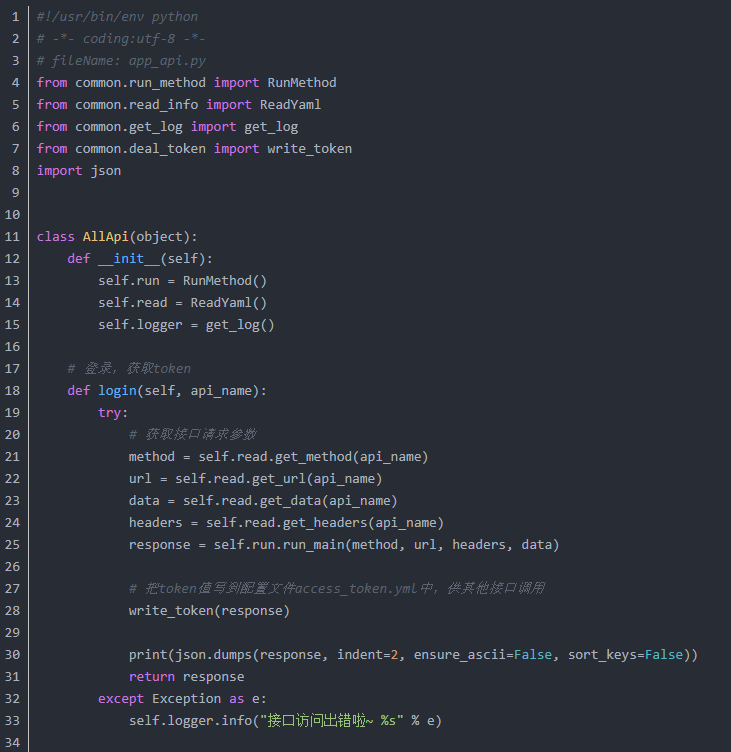 1 #!/usr/bin/env python
2 # -*- coding:utf-8 -*-
3 # fileName: app_api.py
4 from common.run_method import RunMethod
5 from common.read_info import ReadYaml
6 from common.get_log import get_log
7 from common.deal_token import write_token
8 import json
9
10
11 class AllApi(object):
12     def __init__(self):
13         self.run = RunMethod()
14         self.read = ReadYaml()
15         self.logger = get_log()
16
17     # 登录，获取token
18     def login(self, api_name):
19         try:
20             # 获取接口请求参数
21             method = self.read.get_method(api_name)
22             url = self.read.get_url(api_name)
23             data = self.read.get_data(api_name)
24             headers = self.read.get_headers(api_name)
25             response = self.run.run_main(method, url, headers, data)
26
27             # 把token值写到配置文件access_token.yml中，供其他接口调用
28             write_token(response)
29
30             print(json.dumps(response, indent=2, ensure_ascii=False, sort_keys=False))
31             return response
32         except Exception as e:
33             self.logger.info("接口访问出错啦~ %s" % e)
34